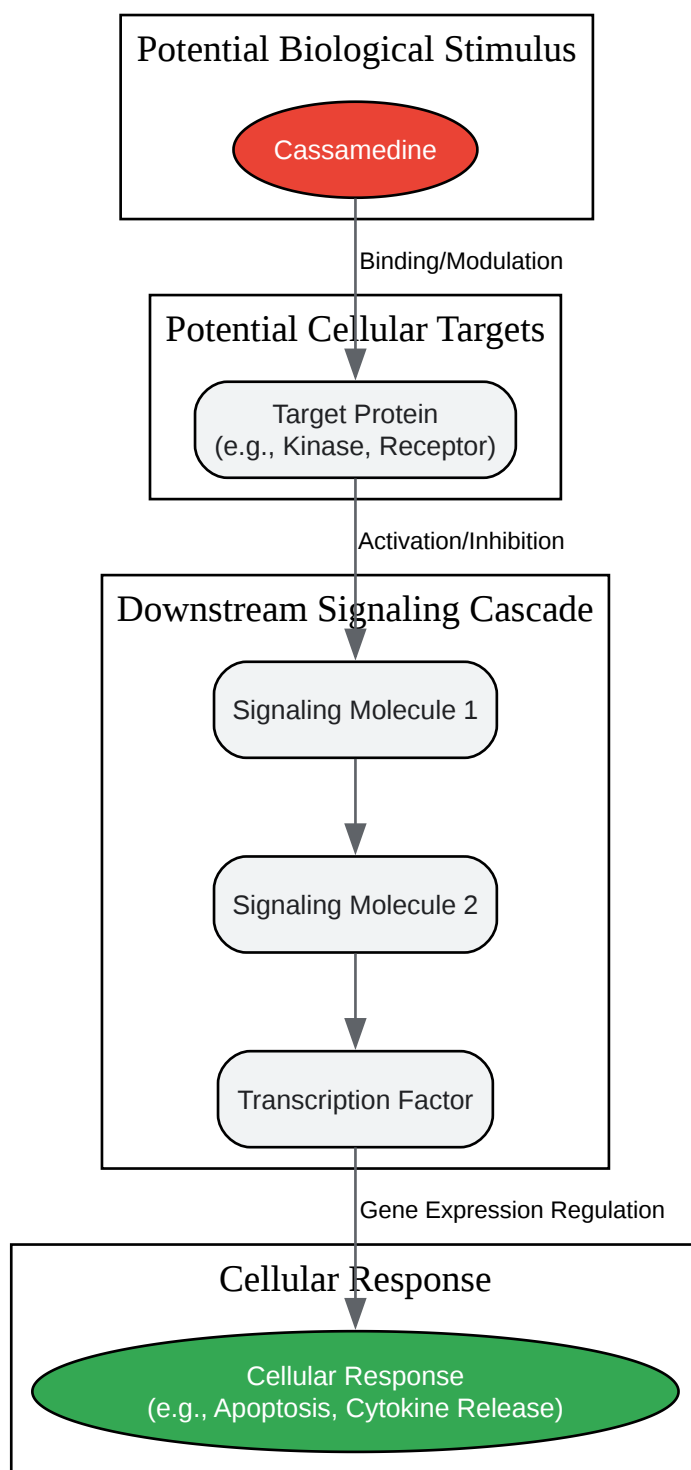 Potential Biological Stimulus
Cassamedine
Binding/Modulation
Potential Cellular Targets
Target Protein
(e.g., Kinase, Receptor)
Activation/Inhibition
Downstream Signaling Cascade
Signaling Molecule 1
Signaling Molecule 2
Transcription Factor
Gene Expression Regulation
Cellular Response
Cellular Response
(e.g., Apoptosis, Cytokine Release)